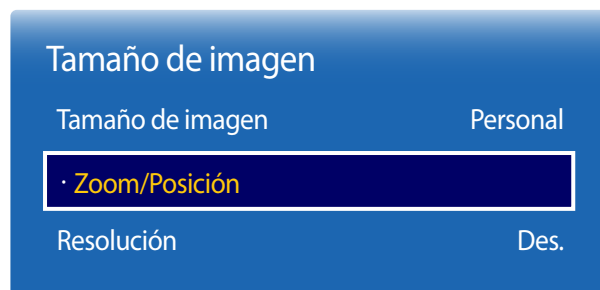 Tamaño de imagen
Tamaño de imagen Personal
· Zoom/Posición
Resolución Des.